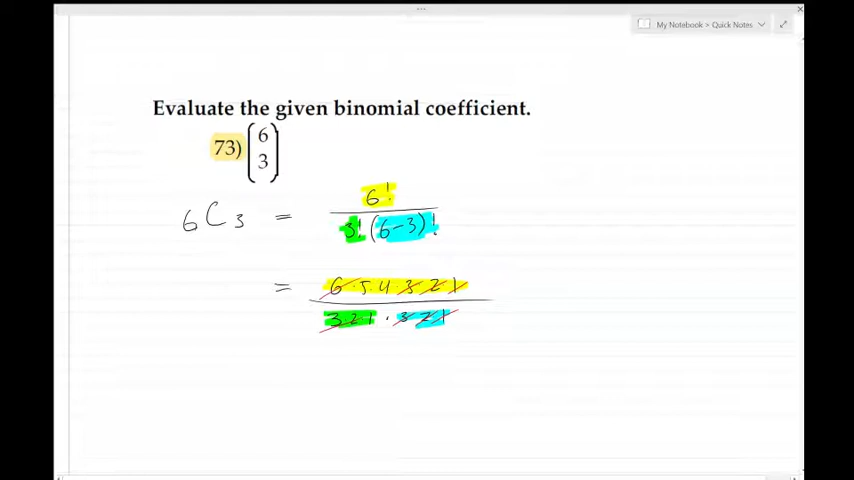 My Notebook > Quick Notes
Evaluate the given binomial coefficient.
73) (6
3)
6C3 = 6!
3! (6-3)!
= 6·5·4·3·2·1
3·2·1 · 3·2·1